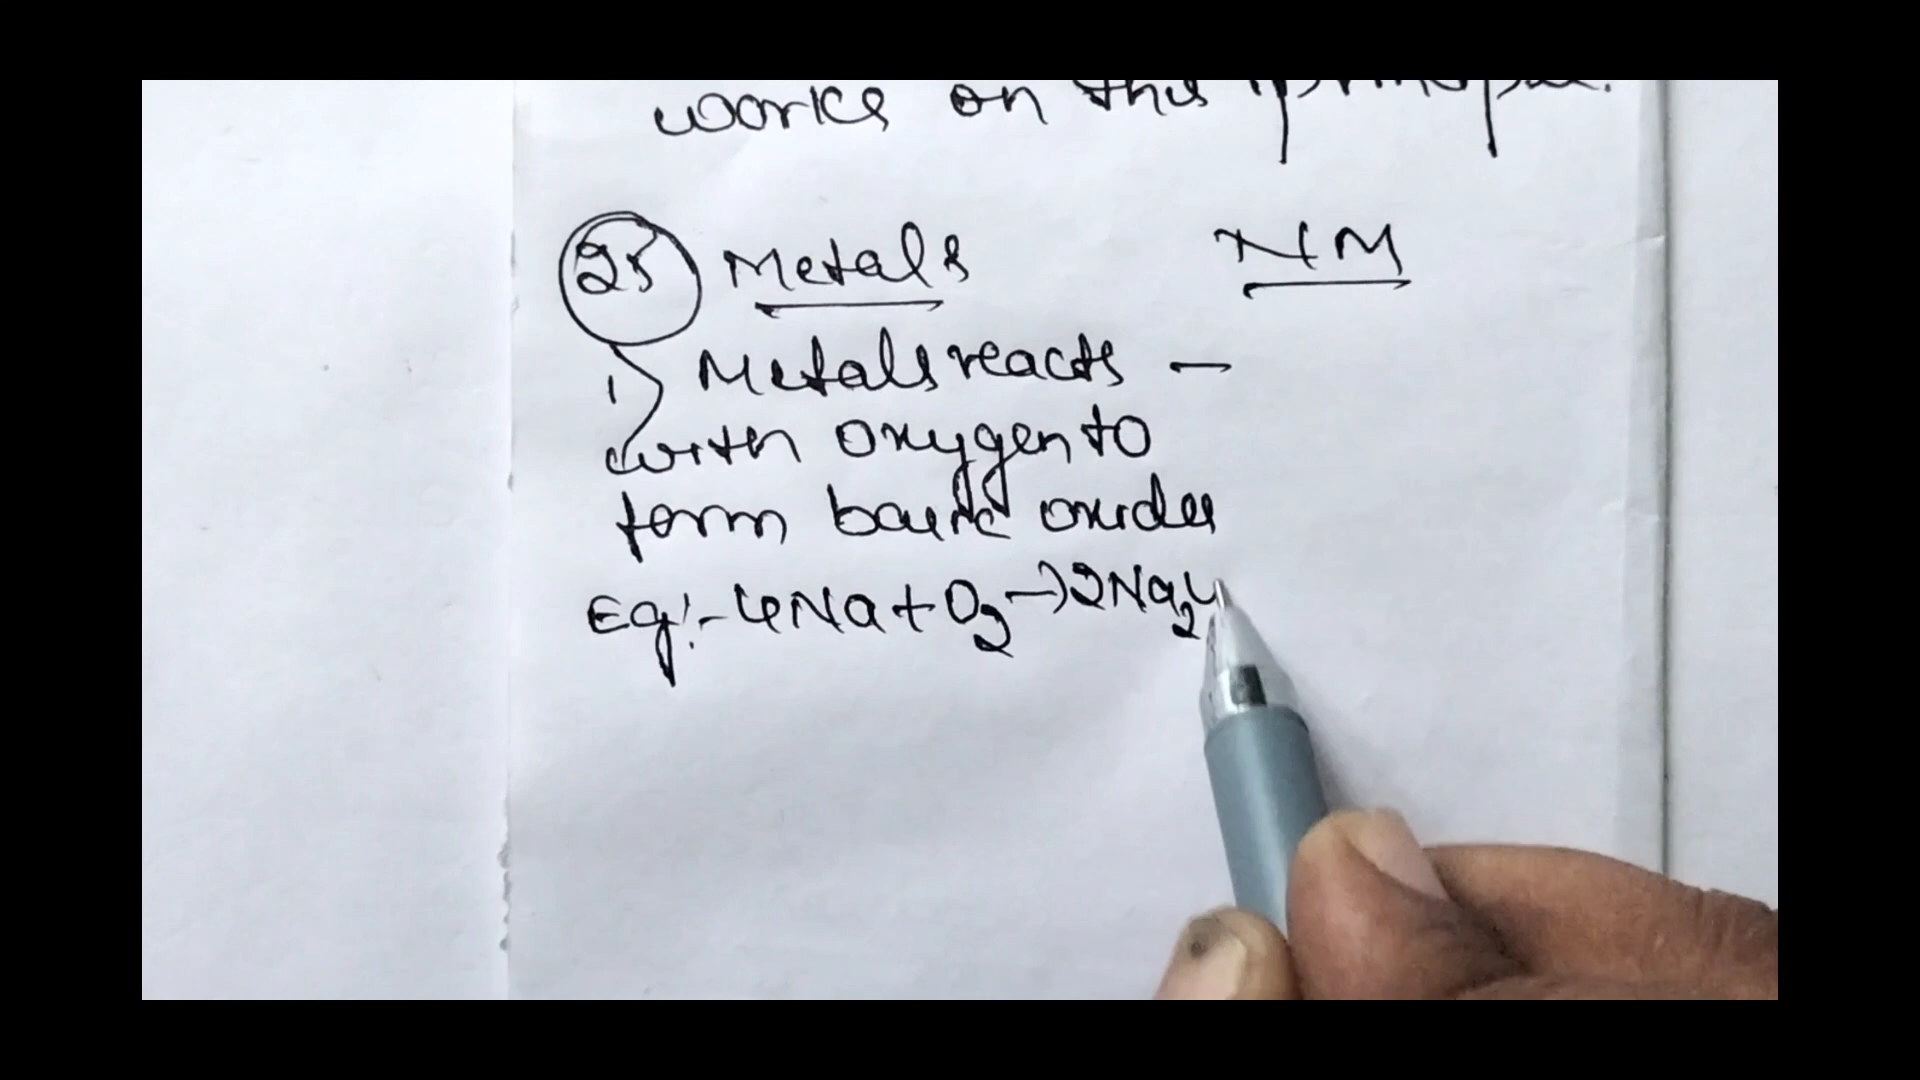 works on this principle.
25 Metals NM
1) Metals reacts —
with oxygen to
form basic oxides
Eg:- 4Na + O2 → 2Na2